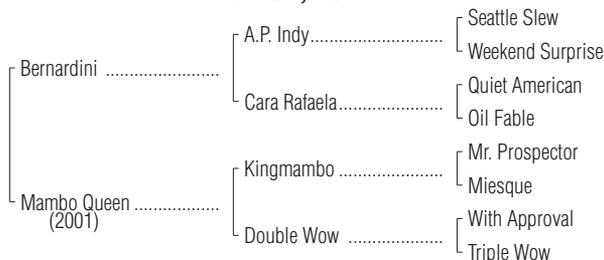 Seattle Slew
A.P. Indy
Weekend Surprise
Bernardini
Quiet American
Cara Rafaela
Oil Fable
Mr. Prospector
Kingmambo
Miesque
Mambo Queen
(2001)
With Approval
Double Wow
Triple Wow